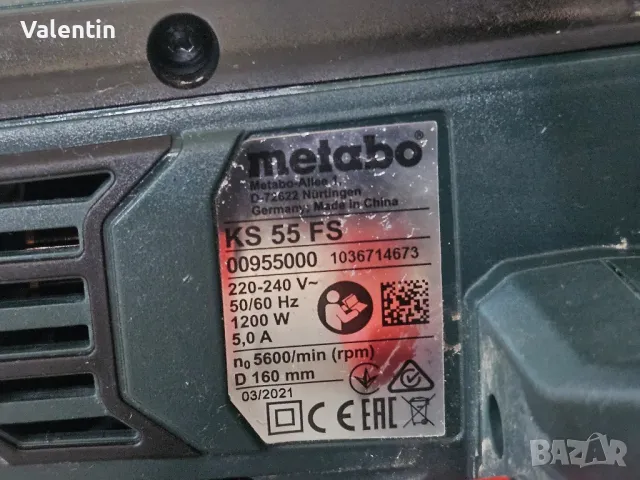 Valentin
metabo®
Metabo-Allee 1,
D-72622 Nürtingen
Germany; Made in China
KS 55 FS
00955000 1036714673
220-240 V~
50/60 Hz
1200 W
5,0 A
n₀ 5600/min (rpm)
D 160 mm
03/2021
CE EAC
BAZAR
bg